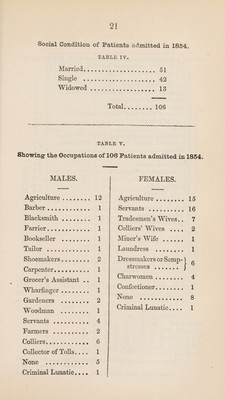 21
Social Condition of Patients admitted in 1854.
TABLE IV.
Married.................. 51
Single .................. 42
Widowed .................. 13
Total........ 106
TABLE V.
Showing the Occupations of 106 Patients admitted in 1854.
MALES.
Agriculture ........ 12
Barber ............ 1
Blacksmith ........ 1
Farrier............ 1
Bookseller ........ 1
Tailor ............ 1
Shoemakers........ 2
Carpenter.......... 1
Grocer's Assistant .. 1
Wharfinger ........ 1
Gardeners ........ 2
Woodman ........ 1
Servants .......... 4
Farmers .......... 2
Colliers............ 6
Collector of Tolls.... 1
None ............ 5
Criminal Lunatic.... 1
FEMALES.
Agriculture ........ 15
Servants .......... 16
Tradesmen's Wives.. 7
Colliers' Wives .... 2
Miner's Wife ...... 1
Laundress ........ 1
Dressmakers or Semp-
stresses ........ } 6
Charwomen ........ 4
Confectioner........ 1
None ............ 8
Criminal Lunatic.... 1